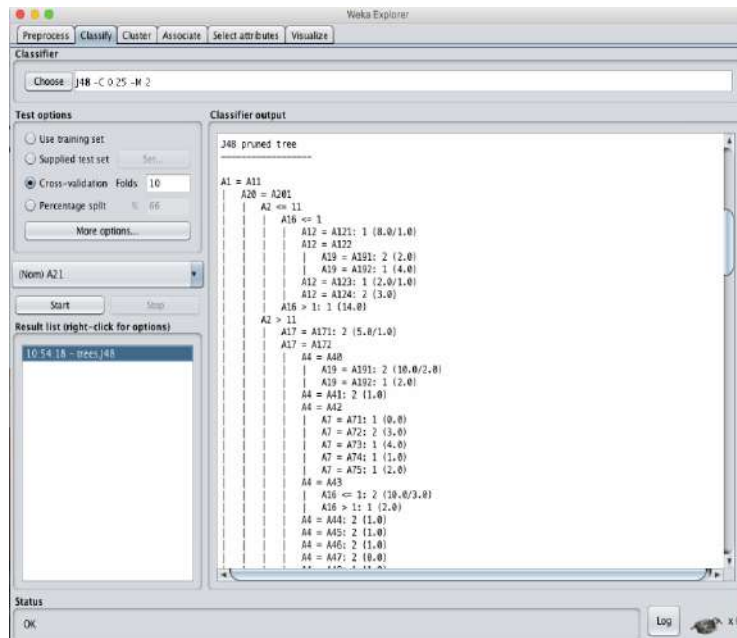 Weka Explorer
Preprocess Classify Cluster Associate Select attributes Visualize
Classifier
Choose J48 -C 0.25 -M 2
Test options
Use training set
Supplied test set Set...
Cross-validation Folds 10
Percentage split % 66
More options...
(Nom) A21
Start Stop
Result list (right-click for options)
10:54:18 - trees.J48
Classifier output
J48 pruned tree
------------------
A1 = A11
|   A20 = A201
|   |   A2 <= 11
|   |   |   A16 <= 1
|   |   |   |   A12 = A121: 1 (8.0/1.0)
|   |   |   |   A12 = A122
|   |   |   |   |   A19 = A191: 2 (2.0)
|   |   |   |   |   A19 = A192: 1 (4.0)
|   |   |   |   A12 = A123: 1 (2.0/1.0)
|   |   |   |   A12 = A124: 2 (3.0)
|   |   |   A16 > 1: 1 (14.0)
|   |   A2 > 11
|   |   |   A17 = A171: 2 (5.0/1.0)
|   |   |   A17 = A172
|   |   |   |   A4 = A40
|   |   |   |   |   A19 = A191: 2 (10.0/2.0)
|   |   |   |   |   A19 = A192: 1 (2.0)
|   |   |   |   A4 = A41: 2 (1.0)
|   |   |   |   A4 = A42
|   |   |   |   |   A7 = A71: 1 (0.0)
|   |   |   |   |   A7 = A72: 2 (3.0)
|   |   |   |   |   A7 = A73: 1 (4.0)
|   |   |   |   |   A7 = A74: 1 (1.0)
|   |   |   |   |   A7 = A75: 1 (2.0)
|   |   |   |   A4 = A43
|   |   |   |   |   A16 <= 1: 2 (10.0/3.0)
|   |   |   |   |   A16 > 1: 1 (2.0)
|   |   |   |   A4 = A44: 2 (1.0)
|   |   |   |   A4 = A45: 2 (1.0)
|   |   |   |   A4 = A46: 2 (1.0)
|   |   |   |   A4 = A47: 2 (0.0)
Status
OK
Log